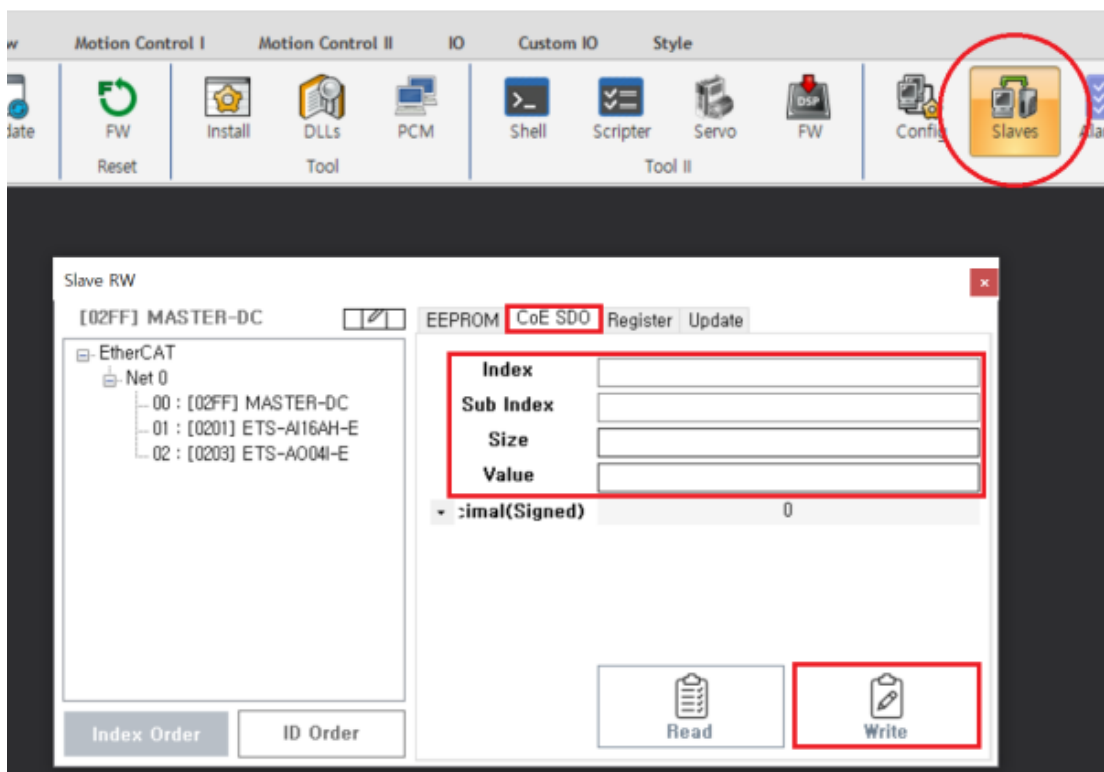 Motion Control I Motion Control II IO Custom IO Style
FW Install DLLs PCM Shell Scripter Servo DSP FW Config Slaves
Reset Tool Tool II
Slave RW
[02FF] MASTER-DC EEPROM CoE SDO Register Update
EtherCAT
Net 0
00 : [02FF] MASTER-DC
01 : [0201] ETS-AI16AH-E
02 : [0203] ETS-AO04I-E
Index
Sub Index
Size
Value
:imal(Signed) 0
Index Order ID Order Read Write